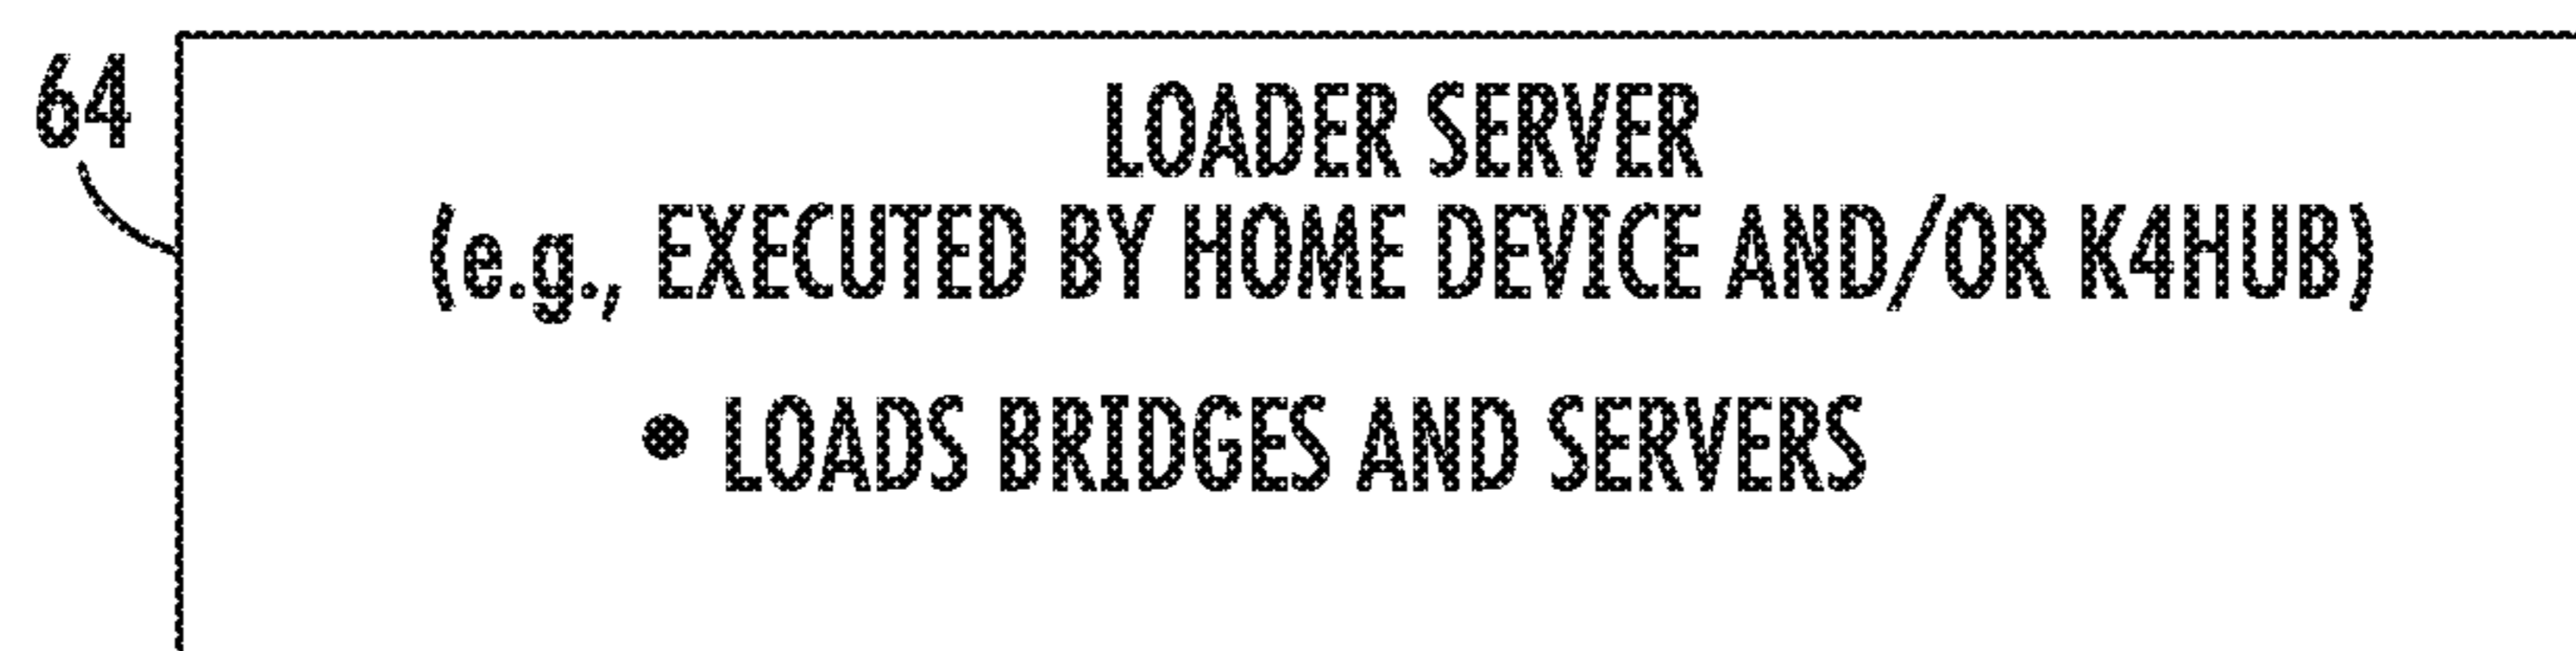 64
LOADER SERVER
(e.g., EXECUTED BY HOME DEVICE AND/OR K4HUB)
• LOADS BRIDGES AND SERVERS